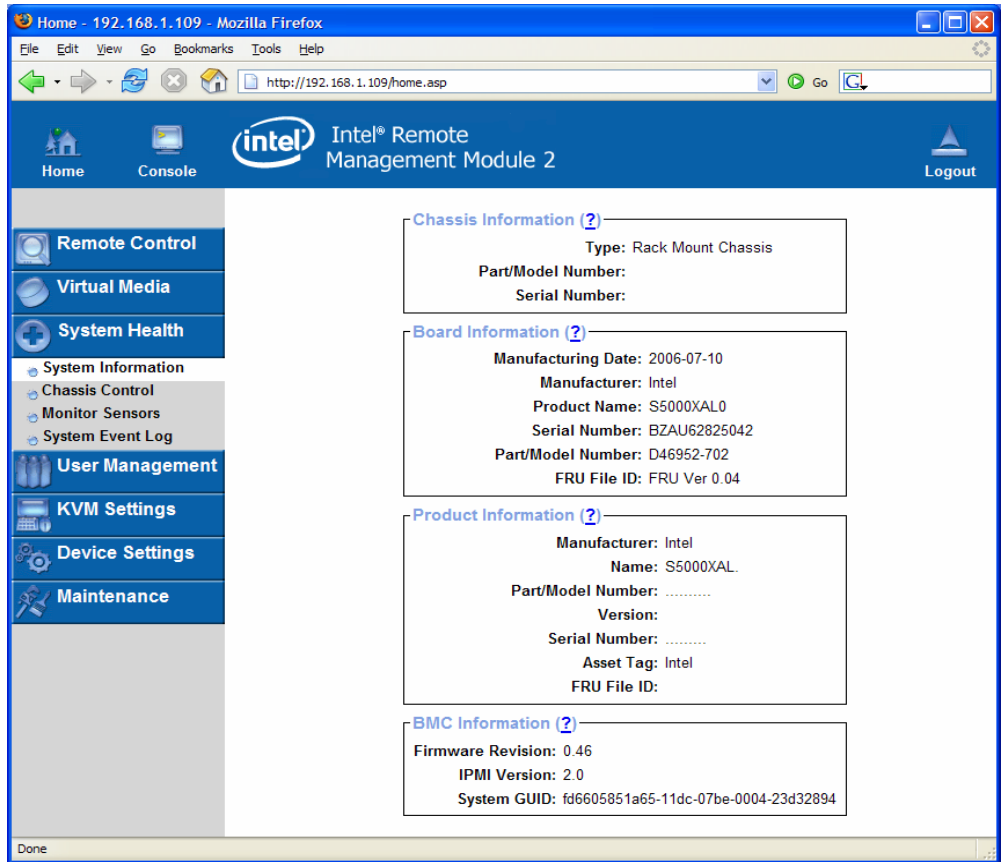 Home - 192.168.1.109 - Mozilla Firefox
File Edit View Go Bookmarks Tools Help
http://192.168.1.109/home.asp Go G
Home
Console
intel
Intel® Remote
Management Module 2
Logout
Remote Control
Virtual Media
System Health
System Information
Chassis Control
Monitor Sensors
System Event Log
User Management
KVM Settings
Device Settings
Maintenance
Chassis Information (?)
Type: Rack Mount Chassis
Part/Model Number:
Serial Number:
Board Information (?)
Manufacturing Date: 2006-07-10
Manufacturer: Intel
Product Name: S5000XAL0
Serial Number: BZAU62825042
Part/Model Number: D46952-702
FRU File ID: FRU Ver 0.04
Product Information (?)
Manufacturer: Intel
Name: S5000XAL.
Part/Model Number: ..........
Version:
Serial Number: .........
Asset Tag: Intel
FRU File ID:
BMC Information (?)
Firmware Revision: 0.46
IPMI Version: 2.0
System GUID: fd6605851a65-11dc-07be-0004-23d32894
Done